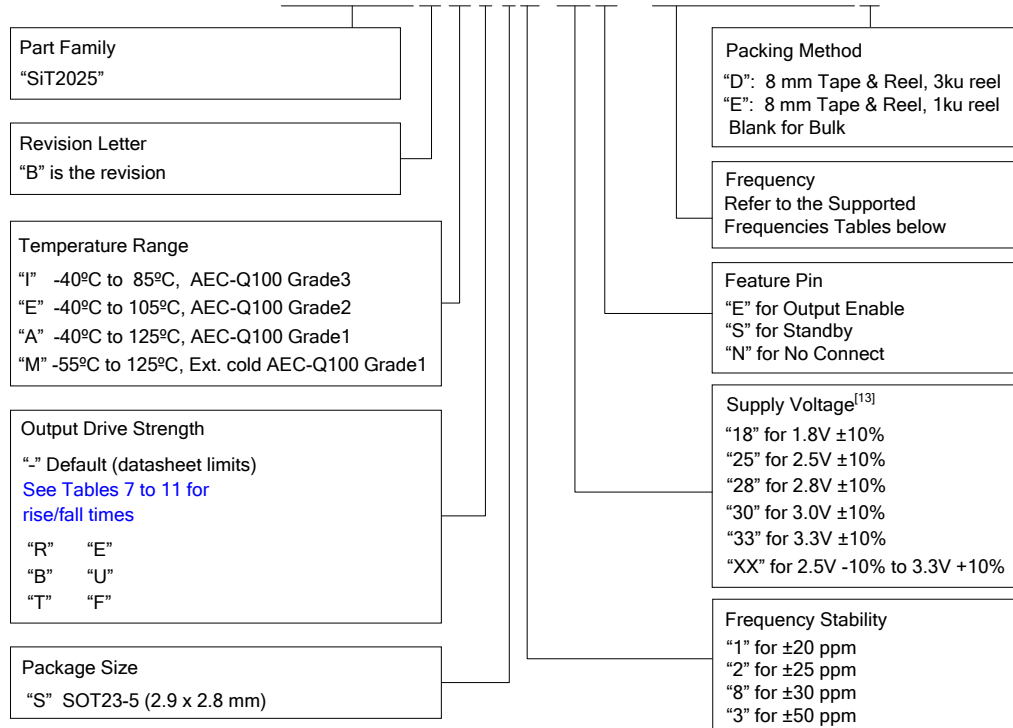 Part Family
“SiT2025”
Revision Letter
“B” is the revision
Temperature Range
“I” -40ºC to 85ºC, AEC-Q100 Grade3
“E” -40ºC to 105ºC, AEC-Q100 Grade2
“A” -40ºC to 125ºC, AEC-Q100 Grade1
“M” -55ºC to 125ºC, Ext. cold AEC-Q100 Grade1
Output Drive Strength
“-” Default (datasheet limits)
See Tables 7 to 11 for
rise/fall times
“R” “E”
“B” “U”
“T” “F”
Package Size
“S” SOT23-5 (2.9 x 2.8 mm)
Packing Method
“D”: 8 mm Tape & Reel, 3ku reel
“E”: 8 mm Tape & Reel, 1ku reel
Blank for Bulk
Frequency
Refer to the Supported
Frequencies Tables below
Feature Pin
“E” for Output Enable
“S” for Standby
“N” for No Connect
Supply Voltage[13]
“18” for 1.8V ±10%
“25” for 2.5V ±10%
“28” for 2.8V ±10%
“30” for 3.0V ±10%
“33” for 3.3V ±10%
“XX” for 2.5V -10% to 3.3V +10%
Frequency Stability
“1” for ±20 ppm
“2” for ±25 ppm
“8” for ±30 ppm
“3” for ±50 ppm